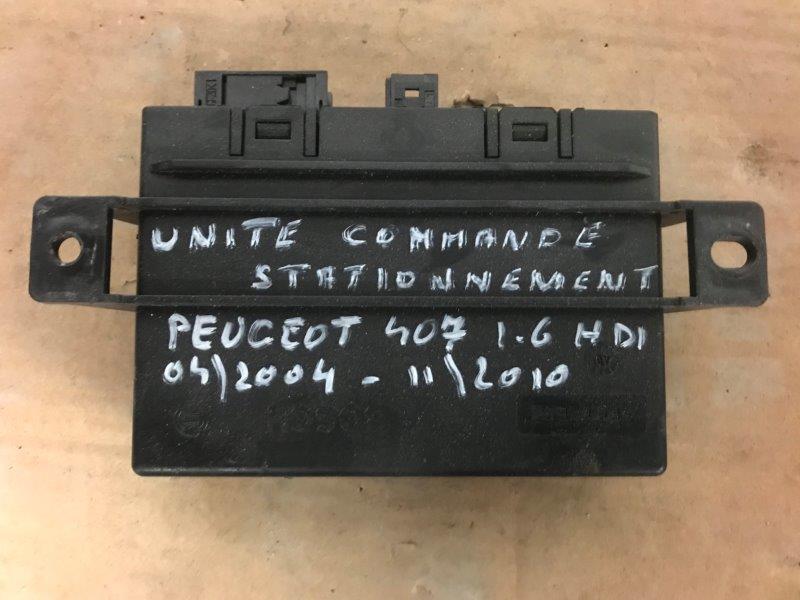 UNITE COMMANDE
STATIONNEMENT
PEUGEOT 407 1.6 HDI
04\2004 - 11\2010